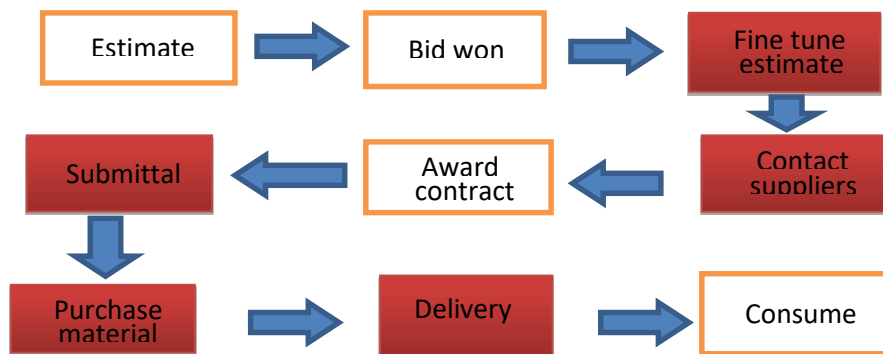 Estimate
Bid won
Fine tune
estimate
Contact
suppliers
Award
contract
Submittal
Purchase
material
Delivery
Consume